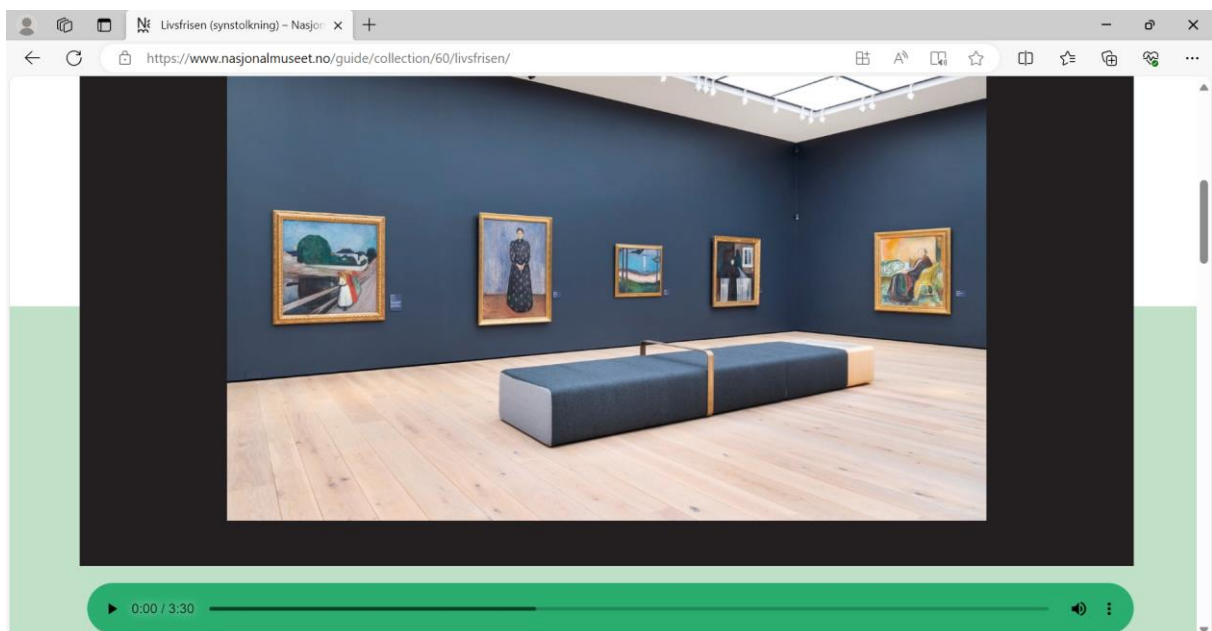 Livsfrisen (synstolkning) – Nasjon
https://www.nasjonalmuseet.no/guide/collection/60/livsfrisen/
0:00 / 3:30